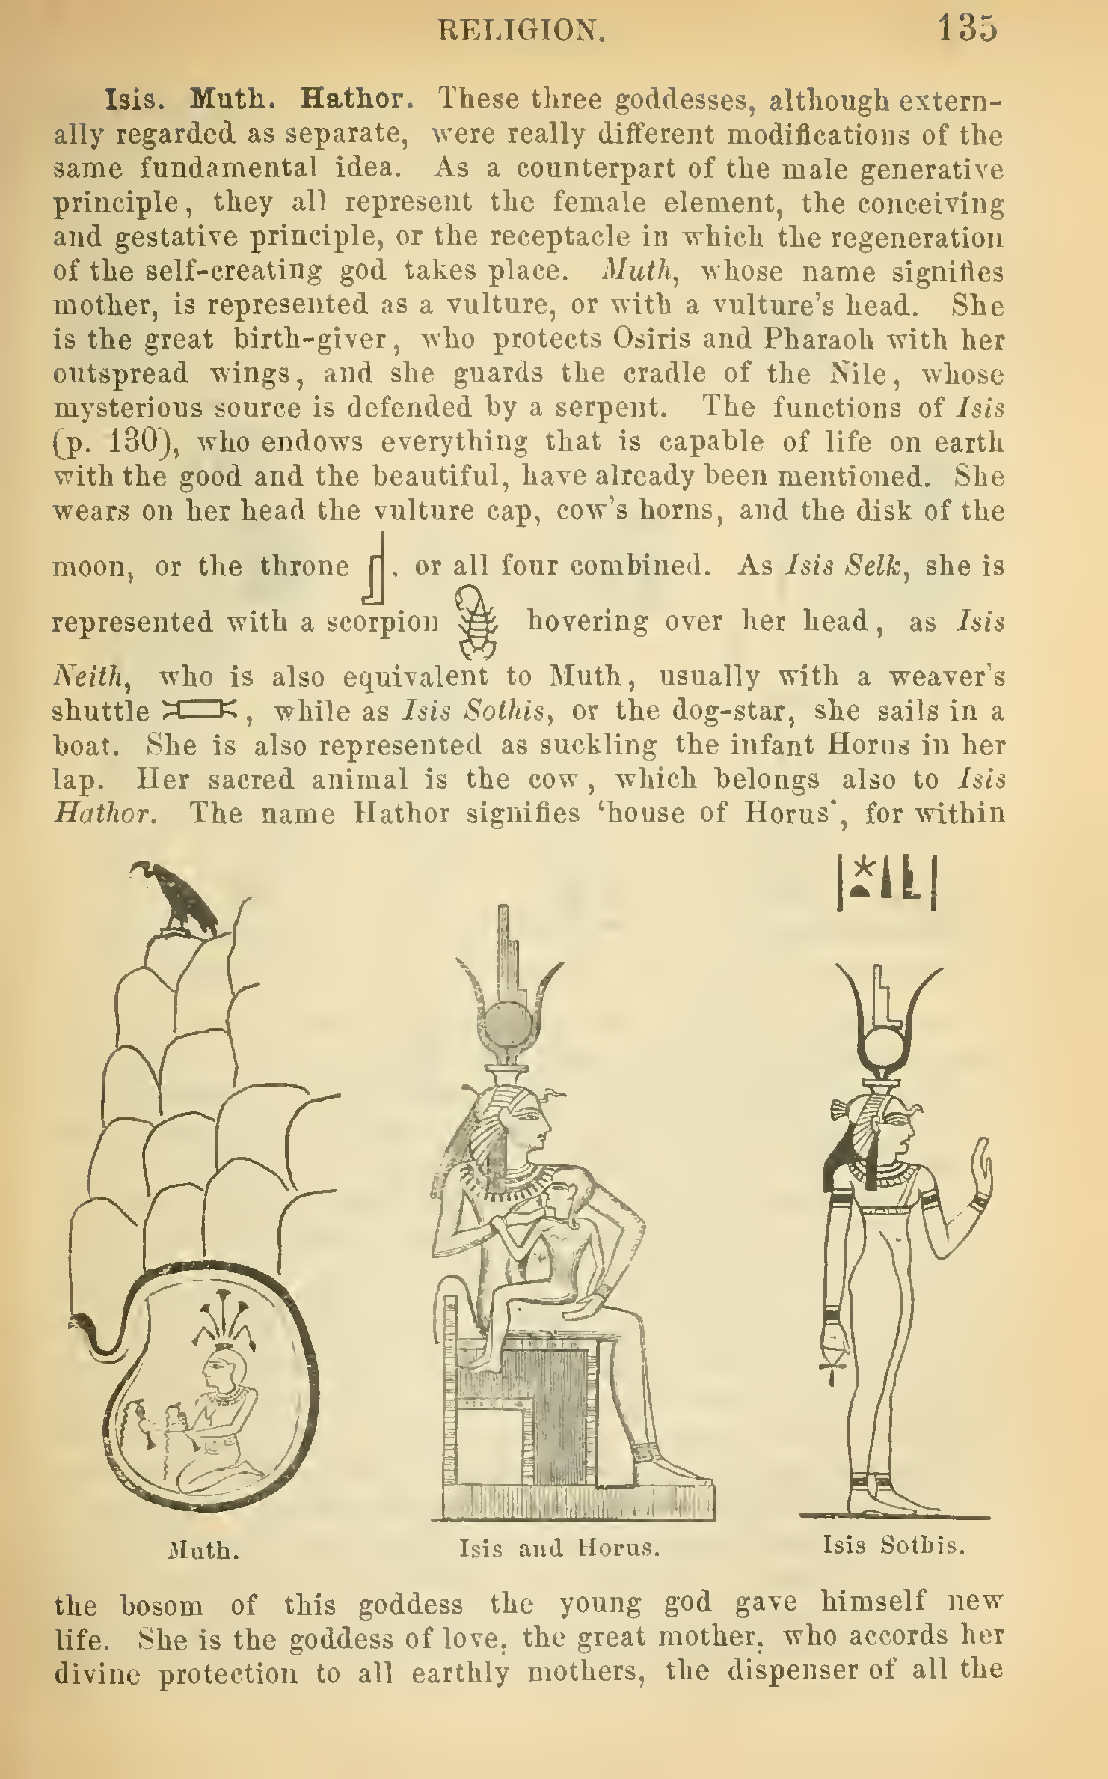 RELIGION. 135
Isis. Muth. Hathor. These three goddesses, although extern-
ally regarded as separate, were really different modifications of the
same fundamental idea. As a counterpart of the male generative
principle, they all represent the female element, the conceiving
and gestative principle, or the receptacle in which the regeneration
of the self-creating god takes place. Muth, whose name signifies
mother, is represented as a vulture, or with a vulture's head. She
is the great birth-giver, who protects Osiris and Pharaoh with her
outspread wings, and she guards the cradle of the Nile, whose
mysterious source is defended by a serpent. The functions of Isis
(p. 130), who endows everything that is capable of life on earth
with the good and the beautiful, have already been mentioned. She
wears on her head the vulture cap, cow's horns, and the disk of the
moon, or the throne , or all four combined. As Isis Selk, she is
represented with a scorpion hovering over her head, as Isis
Neith, who is also equivalent to Muth, usually with a weaver's
shuttle , while as Isis Sothis, or the dog-star, she sails in a
boat. She is also represented as suckling the infant Horus in her
lap. Her sacred animal is the cow, which belongs also to Isis
Hathor. The name Hathor signifies 'house of Horus', for within
Muth. Isis and Horus. Isis Sothis.
the bosom of this goddess the young god gave himself new
life. She is the goddess of love, the great mother, who accords her
divine protection to all earthly mothers, the dispenser of all the